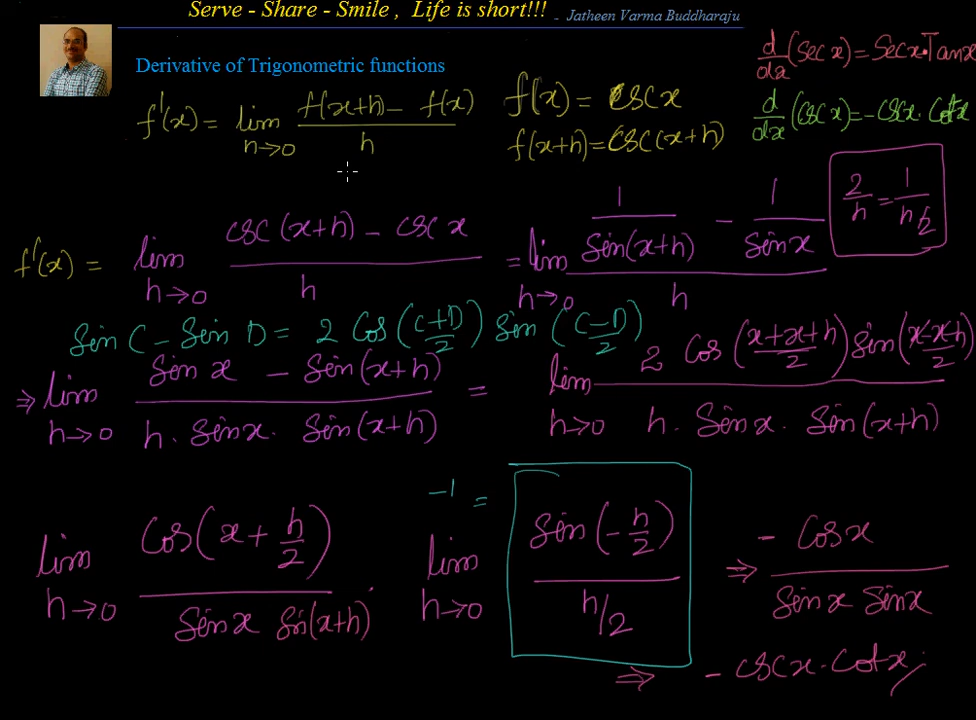 Serve - Share - Smile , Life is short!!! - Jatheen Varma Buddharaju
Derivative of Trigonometric functions
d/dx (Sec x) = Sec x · Tan x
f'(x) = lim h→0 (f(x+h) − f(x)) / h
f(x) = CSC x
d/dx (CSC x) = − CSC x · Cot x
f(x+h) = CSC(x+h)
f'(x) = lim h→0 (CSC (x+h) − CSC x) / h = lim h→0 (1/Sin(x+h) − 1/Sin x) / h
2/h = 1/(h/2)
Sin C − Sin D = 2 Cos ((C+D)/2) Sin ((C−D)/2)
⇒ lim h→0 (Sin x − Sin(x+h)) / (h · Sin x · Sin(x+h)) = lim h→0 (2 Cos ((x+x+h)/2) Sin ((x−x−h)/2)) / (h · Sin x · Sin(x+h))
−1 =
lim h→0 Cos(x + h/2) / (Sin x Sin(x+h)) · lim h→0 Sin(−h/2) / (h/2) ⇒ − Cos x / (Sin x Sin x)
⇒ − CSC x · Cot x